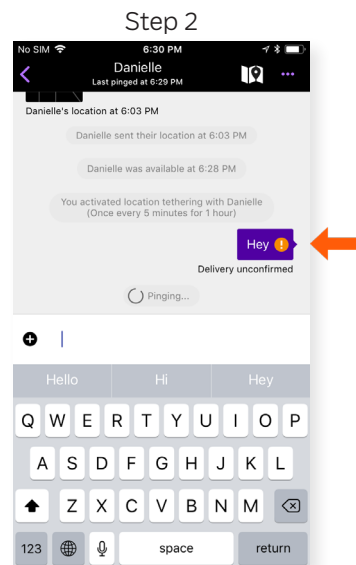 Step 2
No SIM 6:30 PM
Danielle
Last pinged at 6:29 PM
Danielle's location at 6:03 PM
Danielle sent their location at 6:03 PM
Danielle was available at 6:28 PM
You activated location tethering with Danielle
(Once every 5 minutes for 1 hour)
Hey !
Delivery unconfirmed
Pinging...
Hello Hi Hey
Q W E R T Y U I O P
A S D F G H J K L
Z X C V B N M
123 space return